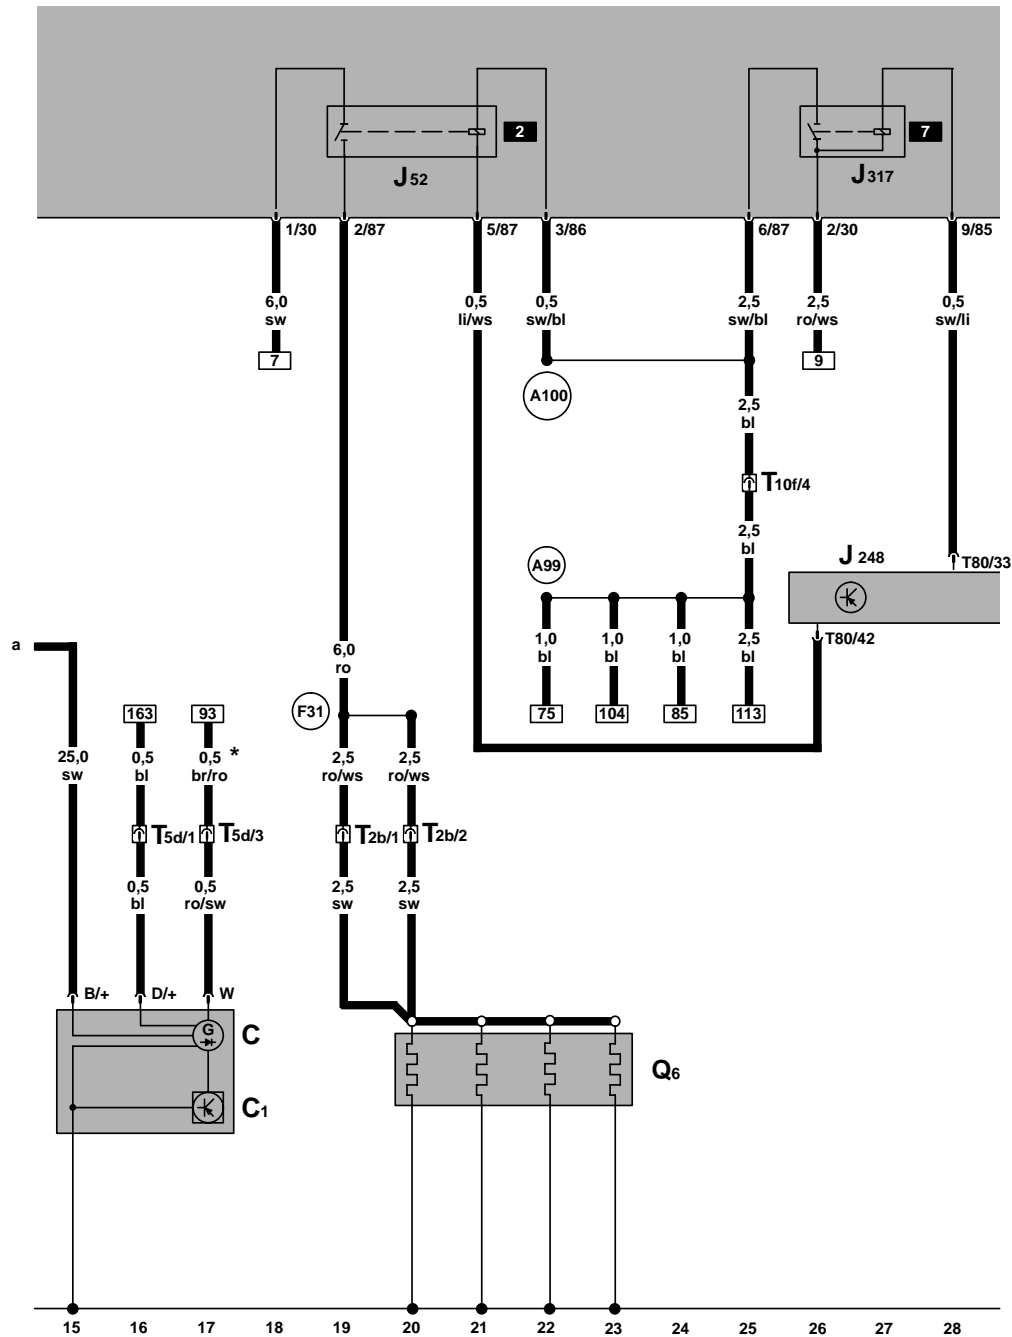 2
7
J 52
J 317
1/30
2/87
5/87
3/86
6/87
2/30
9/85
6,0
sw
0,5
li/ws
0,5
sw/bl
2,5
sw/bl
2,5
ro/ws
0,5
sw/li
7
9
A100
2,5
bl
T10f/4
2,5
bl
A99
J 248
T80/33
T80/42
1,0
bl
1,0
bl
1,0
bl
2,5
bl
a
6,0
ro
163
93
F31
75
104
85
113
25,0
sw
0,5
bl
0,5 *
br/ro
2,5
ro/ws
2,5
ro/ws
T5d/1
T5d/3
T2b/1
T2b/2
0,5
bl
0,5
ro/sw
2,5
sw
2,5
sw
B/+
D/+
W
G
C
C1
Q6
15 16 17 18 19 20 21 22 23 24 25 26 27 28